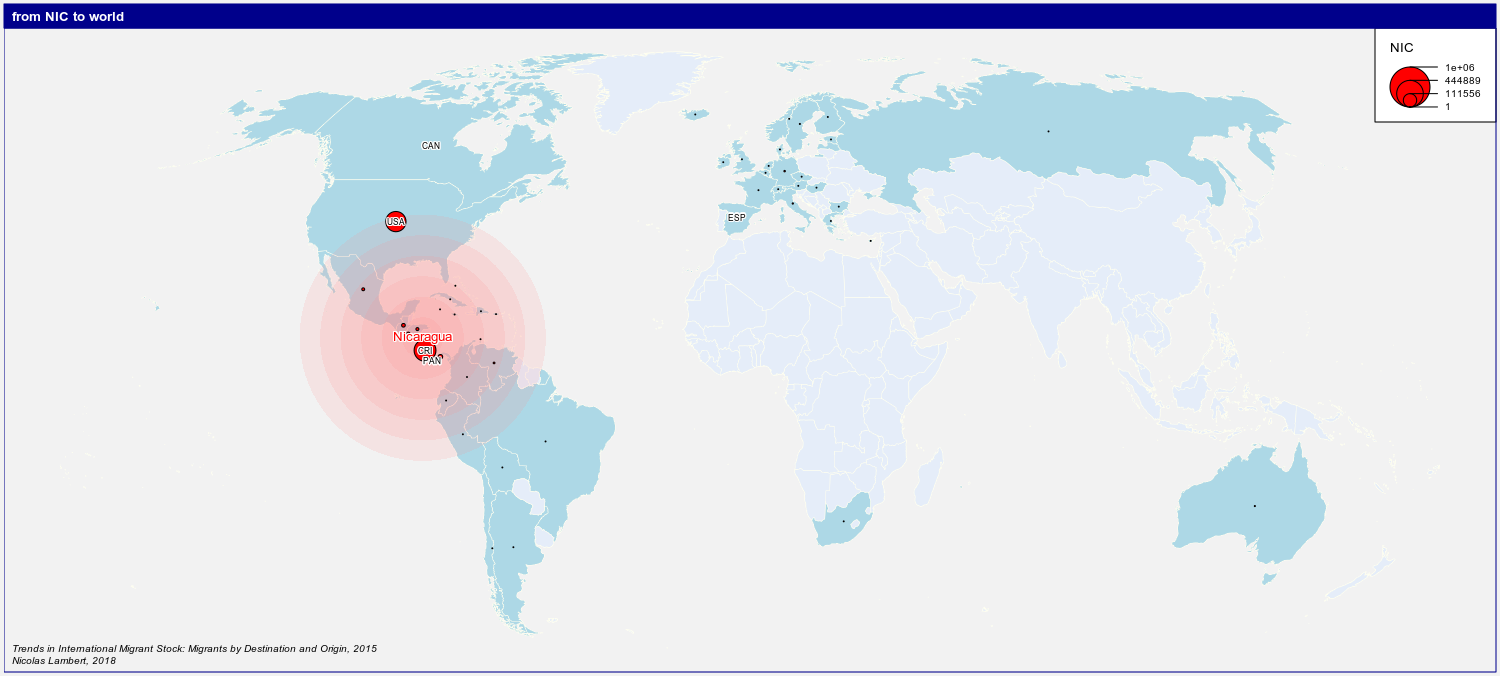 from NIC to world
NIC
1e+06
444889
111556
1
CAN
USA
ESP
Nicaragua
CRI
PAN
Trends in International Migrant Stock: Migrants by Destination and Origin, 2015
Nicolas Lambert, 2018